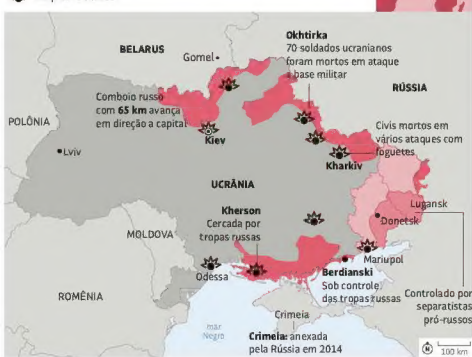 BELARUS
Gomel
Okhtirka
70 soldados ucranianos
foram mortos em ataque
a base militar
RÚSSIA
Comboio russo
com 65 km avança
em direção a capital
POLÔNIA
Kiev
Lviv
Civis mortos em
vários ataques com
foguetes
Kharkiv
UCRÂNIA
Lugansk
Donetsk
Kherson
Cercada por
tropas russas
MOLDOVA
Mariupol
Odessa
Berdianski
Sob controle
das tropas russas
Controlado por
separatistas
pró-russos
ROMÊNIA
Crimeia
mar
Negro
Crimeia: anexada
pela Rússia em 2014
N
100 km